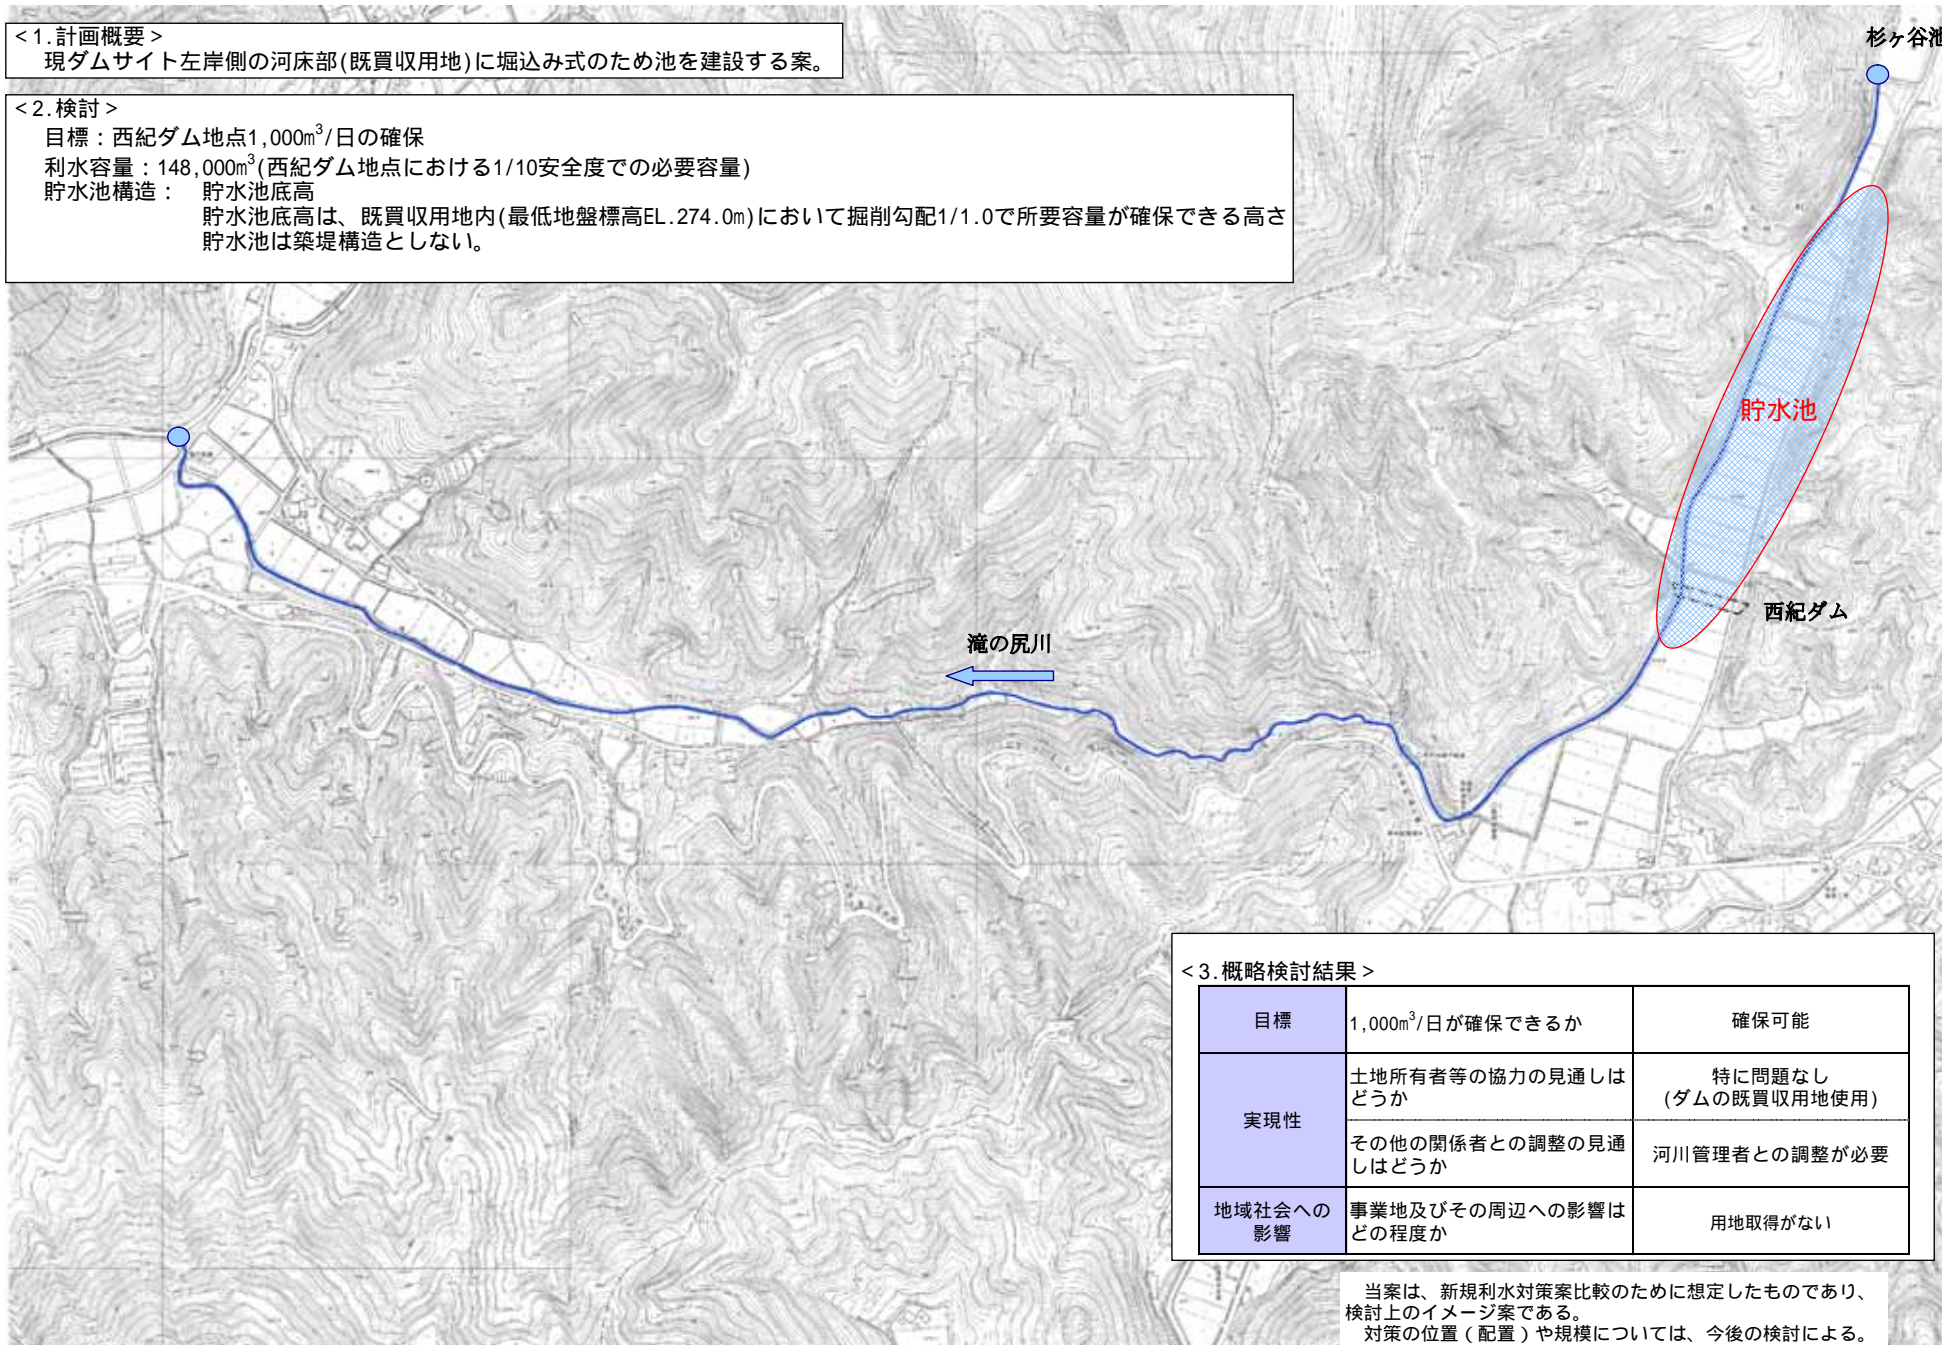 <1.計画概要>
現ダムサイト左岸側の河床部(既買収用地)に堀込み式のため池を建設する案。
<2.検討>
目標：西紀ダム地点1,000m³/日の確保
利水容量：148,000m³(西紀ダム地点における1/10安全度での必要容量)
貯水池構造： 貯水池底高
貯水池底高は、既買収用地内(最低地盤標高EL.274.0m)において掘削勾配1/1.0で所要容量が確保できる高さ
貯水池は築堤構造としない。
杉ヶ谷池
貯水池
西紀ダム
滝の尻川
<3.概略検討結果>
目標 1,000m³/日が確保できるか 確保可能
実現性
土地所有者等の協力の見通しは
どうか
特に問題なし
(ダムの既買収用地使用)
その他の関係者との調整の見通
しはどうか
河川管理者との調整が必要
地域社会への
影響
事業地及びその周辺への影響は
どの程度か
用地取得がない
当案は、新規利水対策案比較のために想定したものであり、
検討上のイメージ案である。
対策の位置（配置）や規模については、今後の検討による。